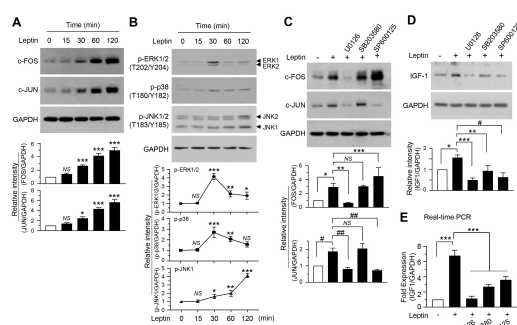 A
Time (min)
Leptin 0 15 30 60 120
c-FOS
c-JUN
GAPDH
Relative intensity
(FOS/GAPDH)
NS *** *** ***
(JUN/GAPDH)
NS * *** ***
B
Time (min)
Leptin 0 15 30 60 120
p-ERK1/2
(T202/Y204)
ERK1
ERK2
p-p38
(T180/Y182)
p-JNK1/2
(T183/Y185)
JNK2
JNK1
GAPDH
Relative intensity
p-ERK1/2
(p-ERK1/GAPDH)
NS *** ** *
p-p38
(p-p38/GAPDH)
NS *** ** NS
p-JNK1
(p-JNK1/GAPDH)
NS * ** ***
0 15 30 60 120 (min)
C
U0126
SB203580
SP600125
Leptin - + + + +
c-FOS
c-JUN
GAPDH
Relative intensity
(FOS/GAPDH)
***
NS
* **
(JUN/GAPDH)
##
NS
# ##
D
U0126
SB203580
SP600125
Leptin - + + + +
IGF-1
GAPDH
Relative intensity
(IGF1/GAPDH)
#
**
* ***
E
Real-time PCR
Fold Expression
(IGF1/GAPDH)
*** ***
Leptin - + + + +